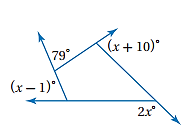 79°
(x + 10)°
(x − 1)°
2x°